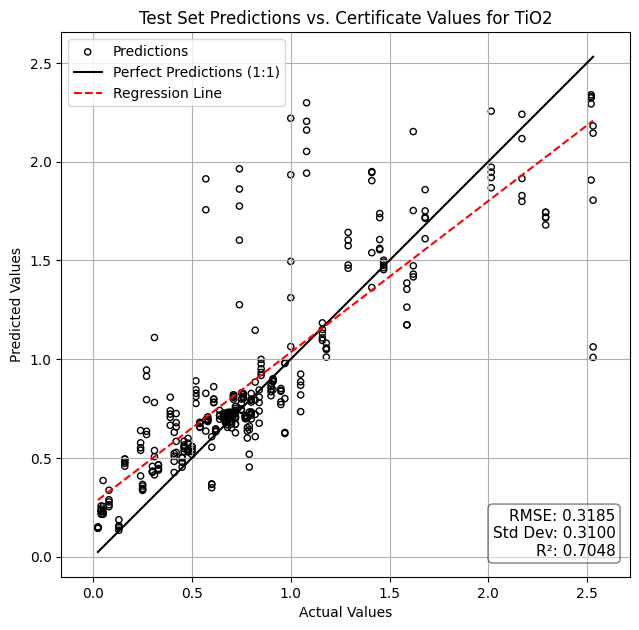 Test Set Predictions vs. Certificate Values for TiO2
Predictions
Perfect Predictions (1:1)
Regression Line
2.5
2.0
1.5
1.0
0.5
0.0
Predicted Values
RMSE: 0.3185
Std Dev: 0.3100
R²: 0.7048
0.0 0.5 1.0 1.5 2.0 2.5
Actual Values